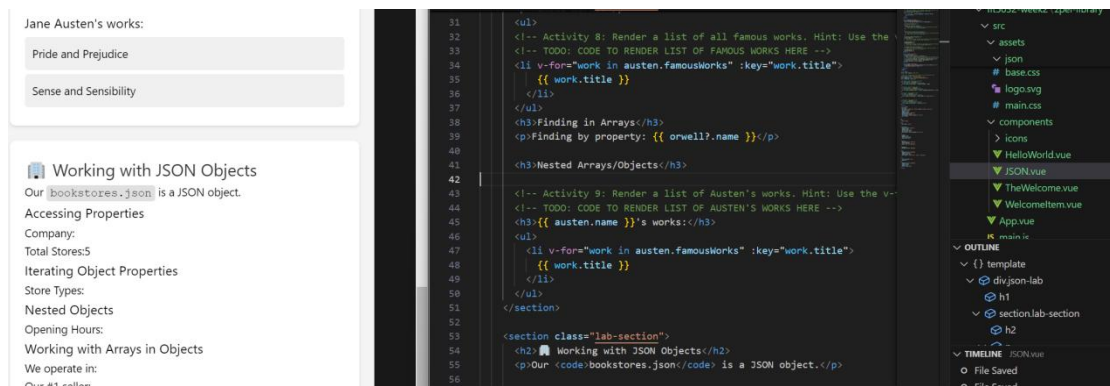 Jane Austen's works:
Pride and Prejudice
Sense and Sensibility
Working with JSON Objects
Our bookstores.json is a JSON object.
Accessing Properties
Company:
Total Stores:5
Iterating Object Properties
Store Types:
Nested Objects
Opening Hours:
Working with Arrays in Objects
We operate in:
Our #1 seller:
31 <ul>
32 <!-- Activity 8: Render a list of all famous works. Hint: Use the
33 <!-- TODO: CODE TO RENDER LIST OF FAMOUS WORKS HERE -->
34 <li v-for="work in austen.famousWorks" :key="work.title">
35 {{ work.title }}
36 </li>
37 </ul>
38 <h3>Finding in Arrays</h3>
39 <p>Finding by property: {{ orwell?.name }}</p>
40
41 <h3>Nested Arrays/Objects</h3>
42
43 <!-- Activity 9: Render a list of Austen's works. Hint: Use the v-
44 <!-- TODO: CODE TO RENDER LIST OF AUSTEN'S WORKS HERE -->
45 <h3>{{ austen.name }}'s works:</h3>
46 <ul>
47 <li v-for="work in austen.famousWorks" :key="work.title">
48 {{ work.title }}
49 </li>
50 </ul>
51 </section>
52
53 <section class="lab-section">
54 <h2>🏢 Working with JSON Objects</h2>
55 <p>Our <code>bookstores.json</code> is a JSON object.</p>
56
src
assets
json
# base.css
logo.svg
# main.css
components
icons
HelloWorld.vue
JSON.vue
TheWelcome.vue
WelcomeItem.vue
App.vue
JS main.js
OUTLINE
{} template
div.json-lab
h1
section.lab-section
h2
TIMELINE JSON.vue
File Saved
File Saved